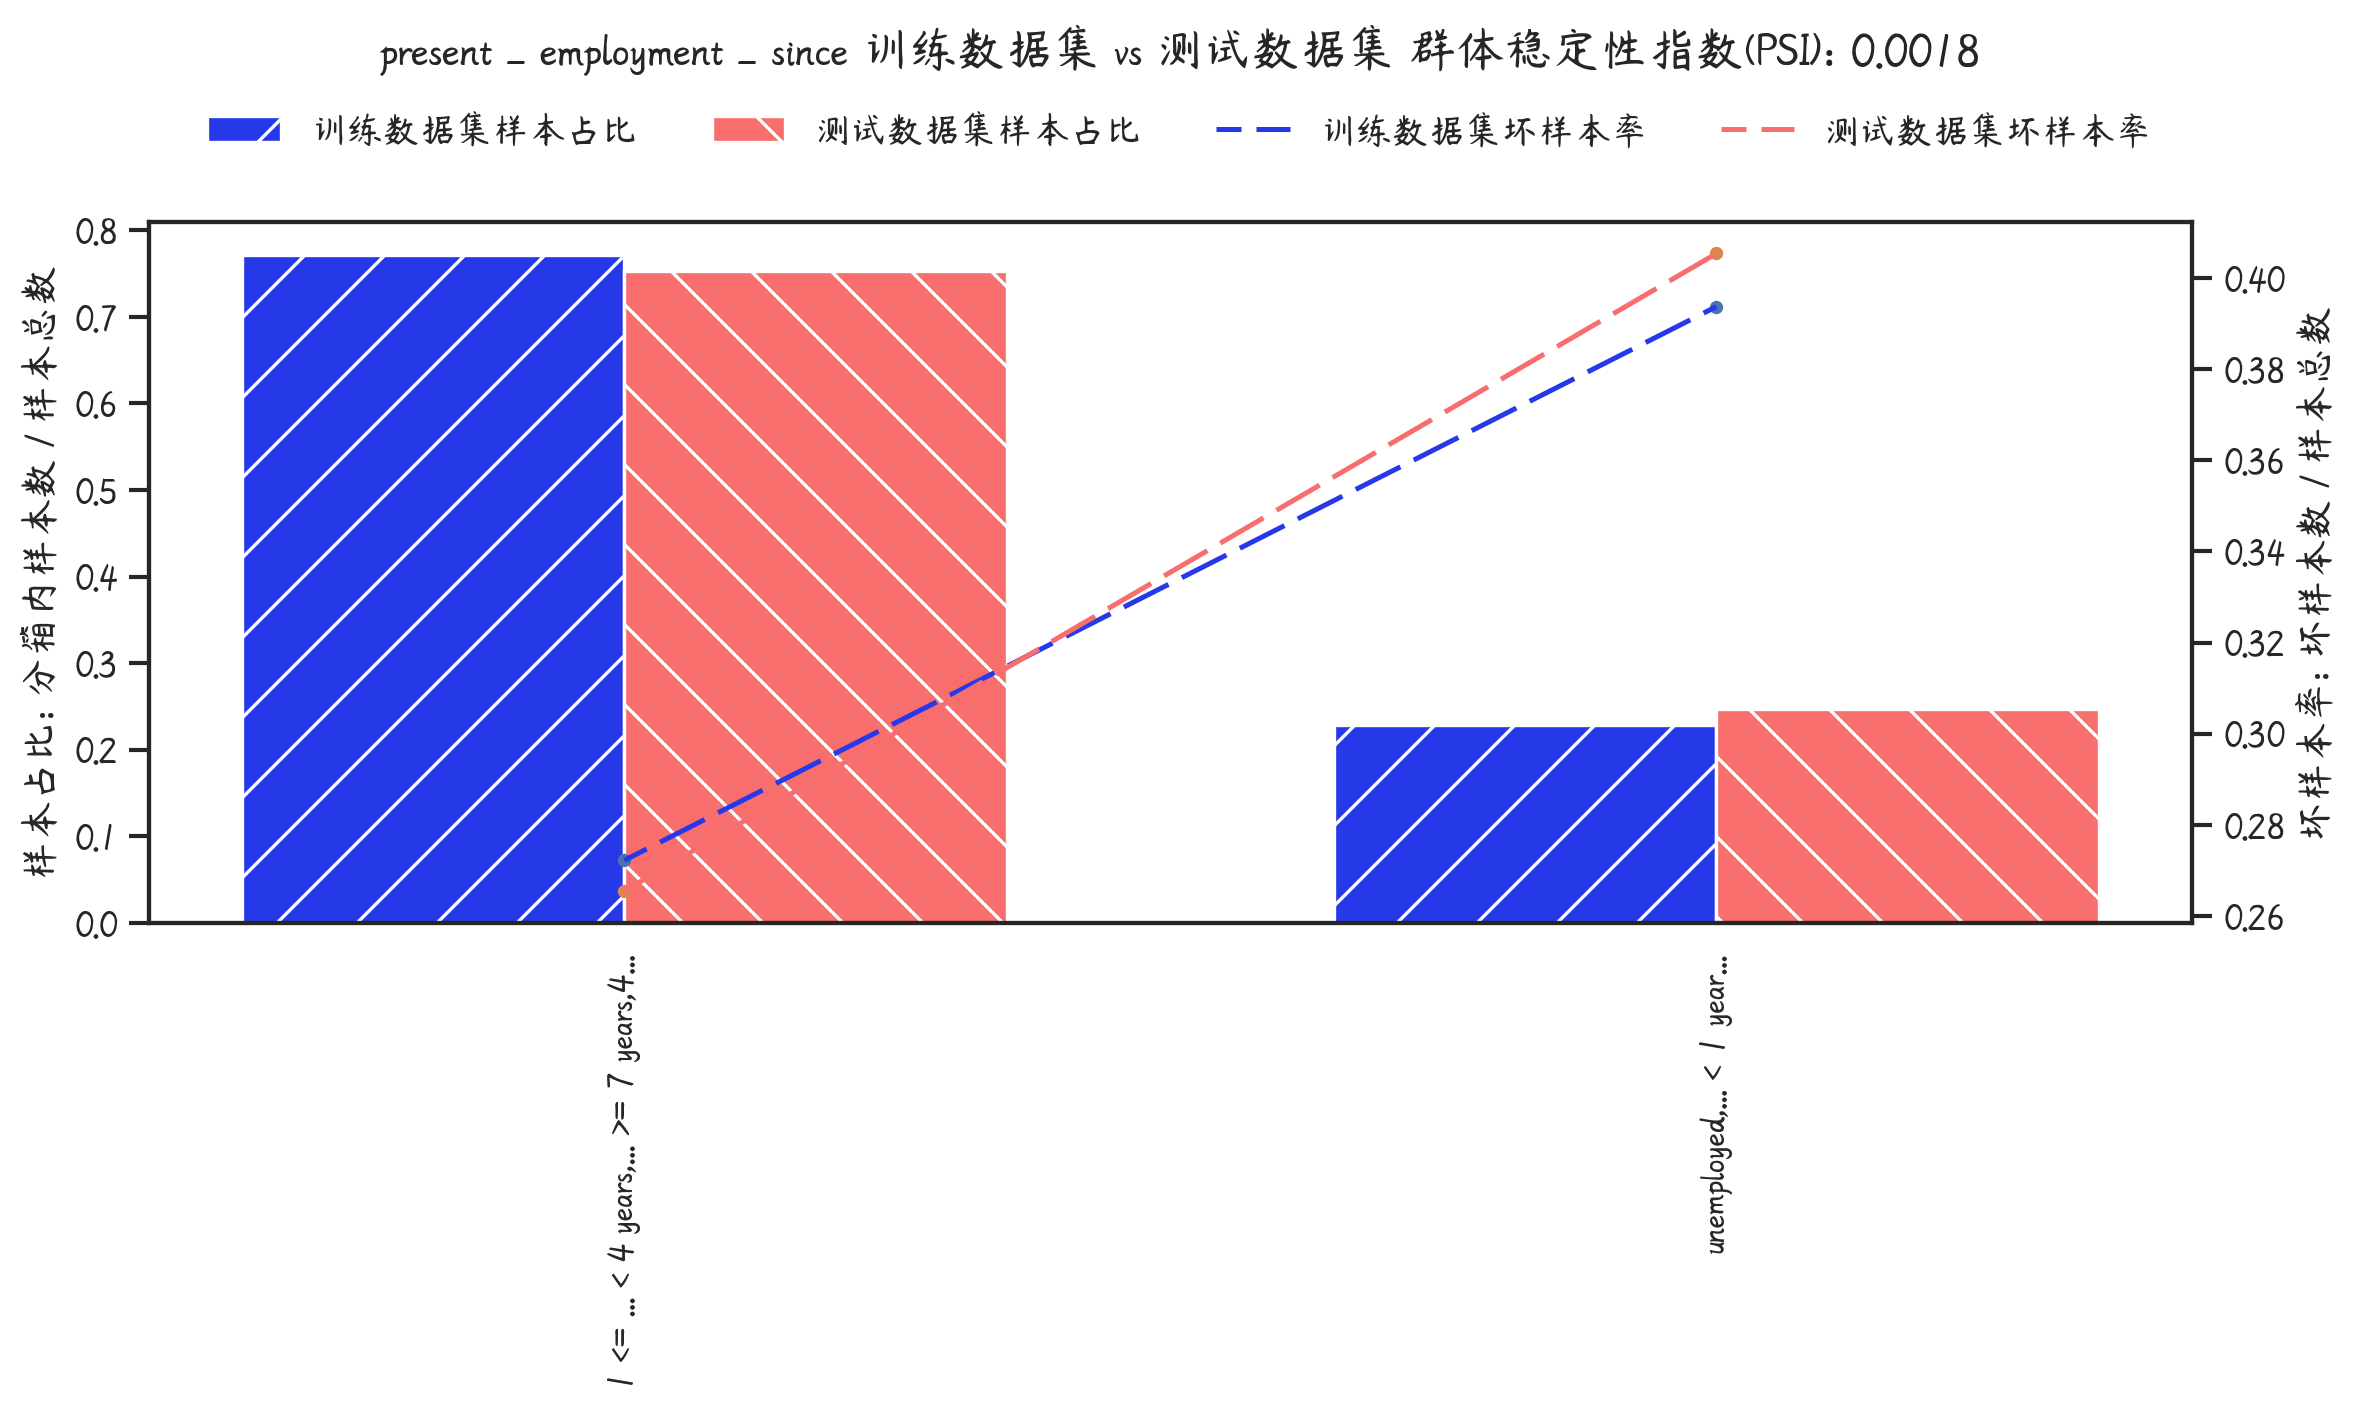 present_employment_since 训练数据集 vs 测试数据集 群体稳定性指数(PSI): 0.0018
训练数据集样本占比 测试数据集样本占比 训练数据集坏样本率 测试数据集坏样本率
样本占比: 分箱内样本数 / 样本总数
0.8
0.7
0.6
0.5
0.4
0.3
0.2
0.1
0.0
0.40
0.38
0.36
0.34
0.32
0.30
0.28
0.26
坏样本率: 坏样本数 / 样本总数
1 <= ... < 4 years,... >= 7 years,4...
unemployed,... < 1 year...